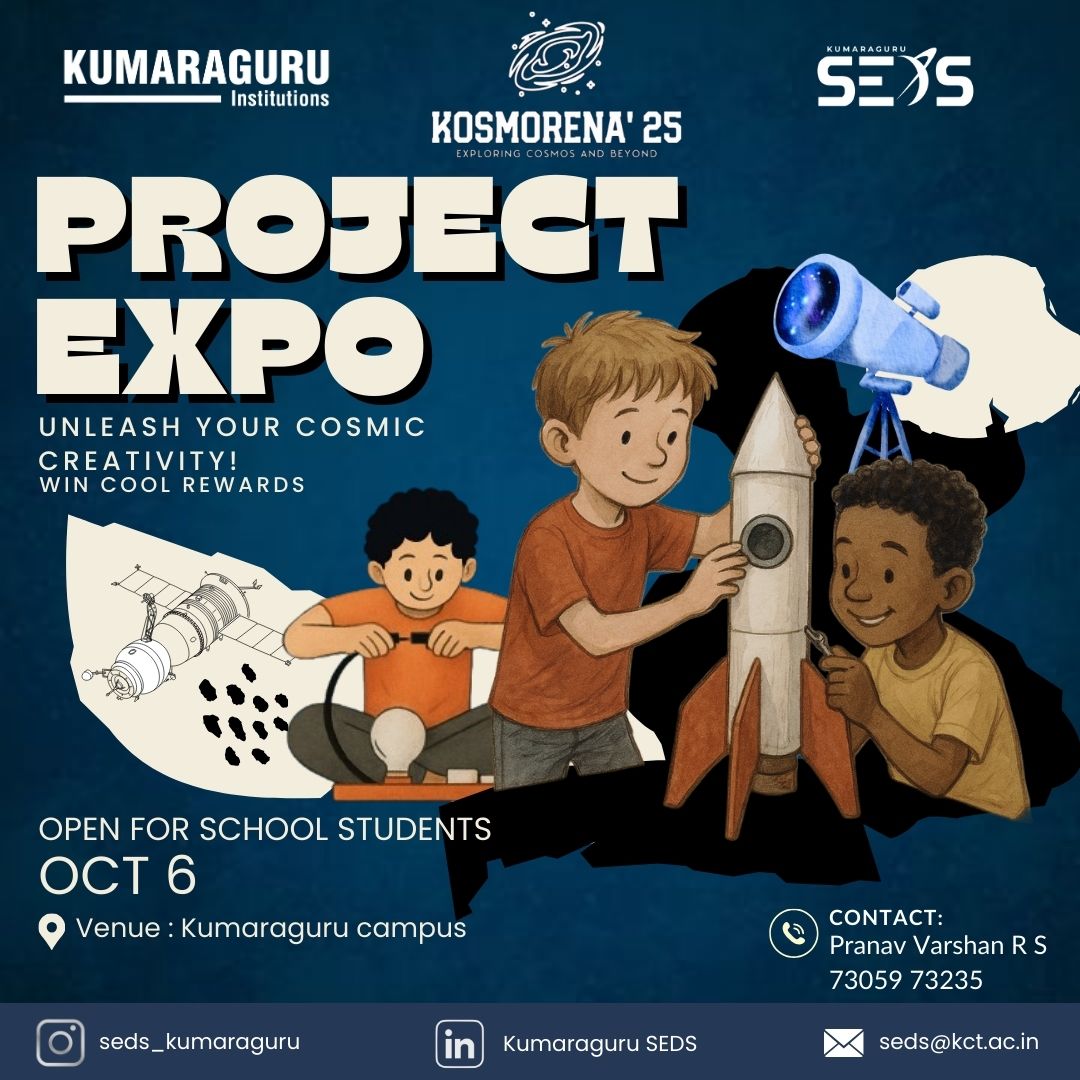 KUMARAGURU
Institutions
KOSMORENA' 25
EXPLORING COSMOS AND BEYOND
KUMARAGURU
SEDS
PROJECT
EXPO
UNLEASH YOUR COSMIC
CREATIVITY!
WIN COOL REWARDS
OPEN FOR SCHOOL STUDENTS
OCT 6
Venue : Kumaraguru campus
CONTACT:
Pranav Varshan R S
73059 73235
seds_kumaraguru
in
Kumaraguru SEDS
seds@kct.ac.in